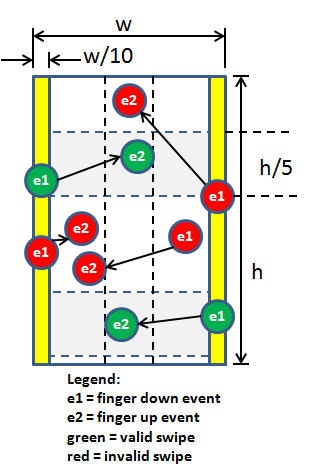 w
w/10
e2
e2
h/5
e1
e1
e2
e1
e1
e2
h
e1
e2
Legend:
e1 = finger down event
e2 = finger up event
green = valid swipe
red = invalid swipe